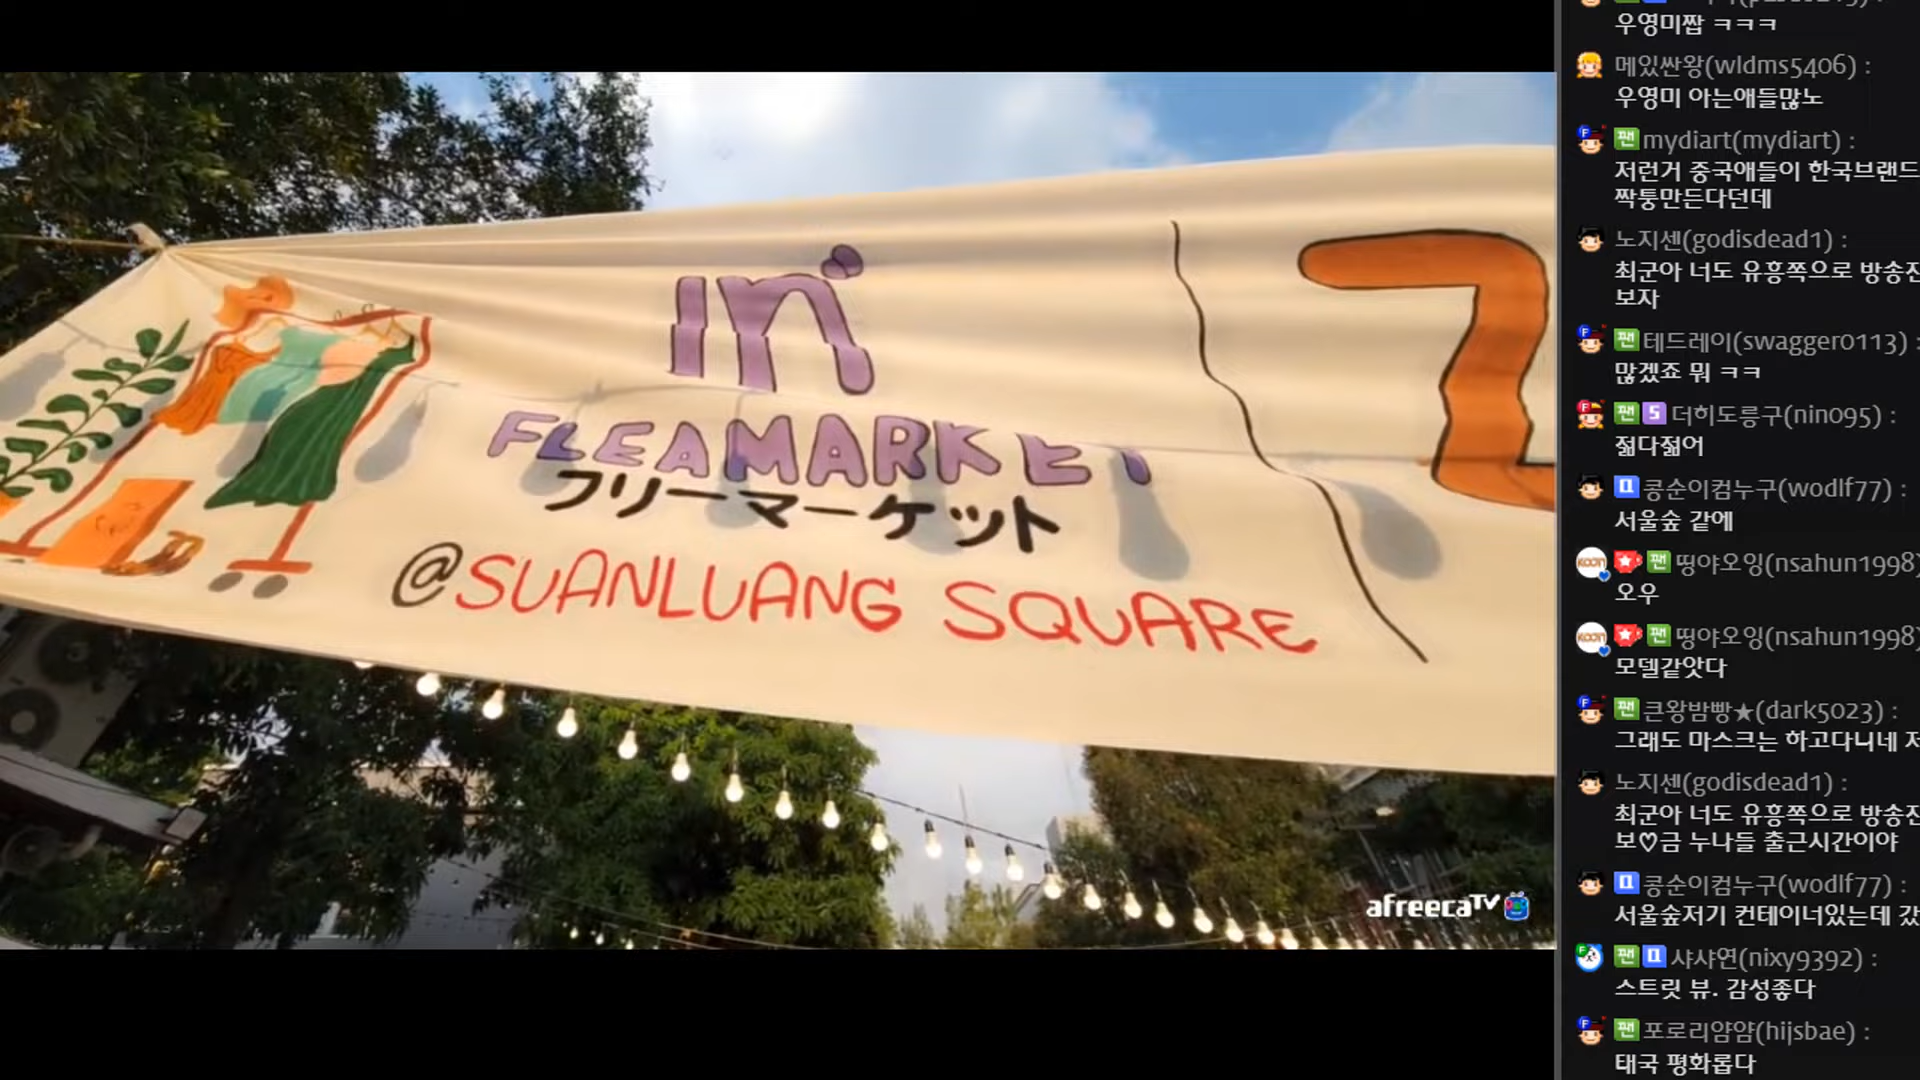 in
FLEAMARKET
フリーマーケット
@SUANLUANG SQUARE
afreecaTV
우영미짭 ㅋㅋㅋ
메있싼왕(wldms5406) :
우영미 아는애들많노
팬 mydiart(mydiart) :
저런거 중국애들이 한국브랜드
짝퉁만든다던데
노지센(godisdead1) :
최군아 너도 유흥쪽으로 방송진
보자
팬 테드레이(swagger0113) :
많겠죠 뭐 ㅋㅋ
팬 S 더히도릉구(nin095) :
젊다젊어
콩순이컴누구(wodlf77) :
서울숲 같에
팬 띵야오잉(nsahun1998)
오우
팬 띵야오잉(nsahun1998)
모델같앗다
팬 큰왕밤빵★(dark5023) :
그래도 마스크는 하고다니네 저
노지센(godisdead1) :
최군아 너도 유흥쪽으로 방송진
보♡금 누나들 출근시간이야
콩순이컴누구(wodlf77) :
서울숲저기 컨테이너있는데 갔
팬 샤샤연(nixy9392) :
스트릿 뷰. 감성좋다
팬 포로리얌얌(hijsbae) :
태국 평화롭다